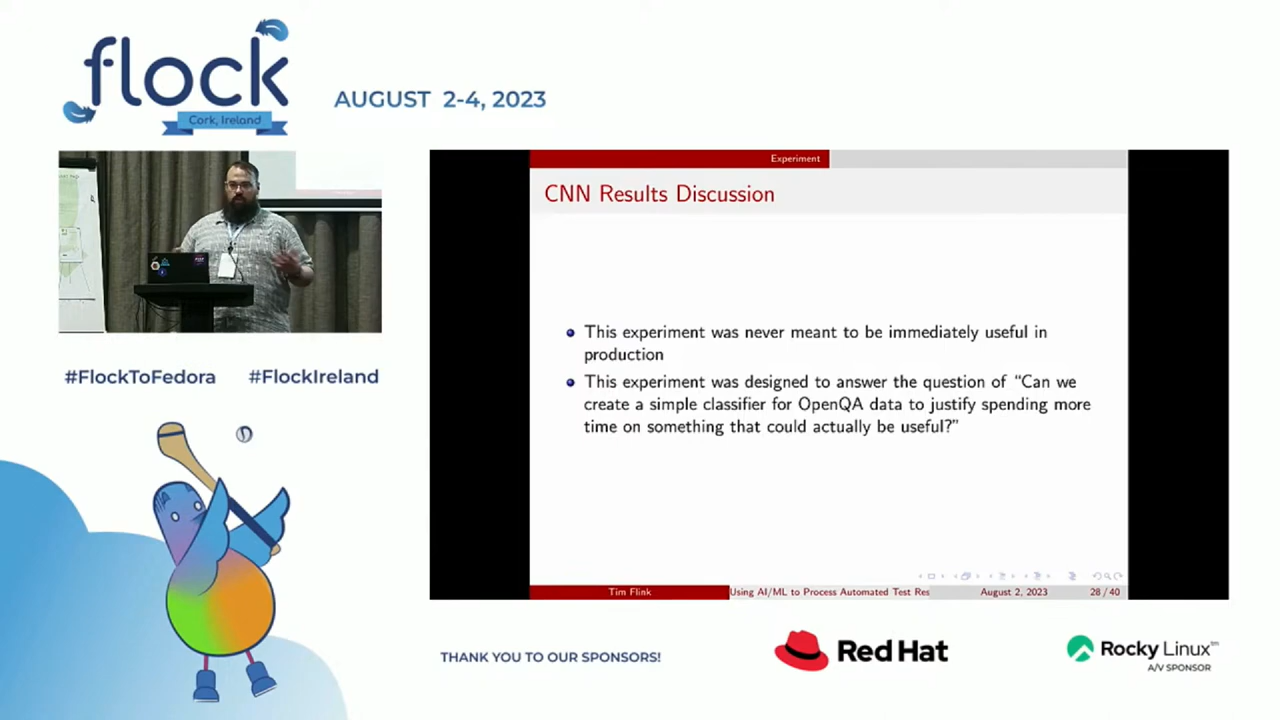 flock
Cork, Ireland
AUGUST 2-4, 2023
Experiment
CNN Results Discussion
This experiment was never meant to be immediately useful in
production
This experiment was designed to answer the question of “Can we
create a simple classifier for OpenQA data to justify spending more
time on something that could actually be useful?”
Tim Flink
Using AI/ML to Process Automated Test Res
August 2, 2023
28 / 40
#FlockToFedora #FlockIreland
THANK YOU TO OUR SPONSORS!
Red Hat
Rocky Linux™
A/V SPONSOR